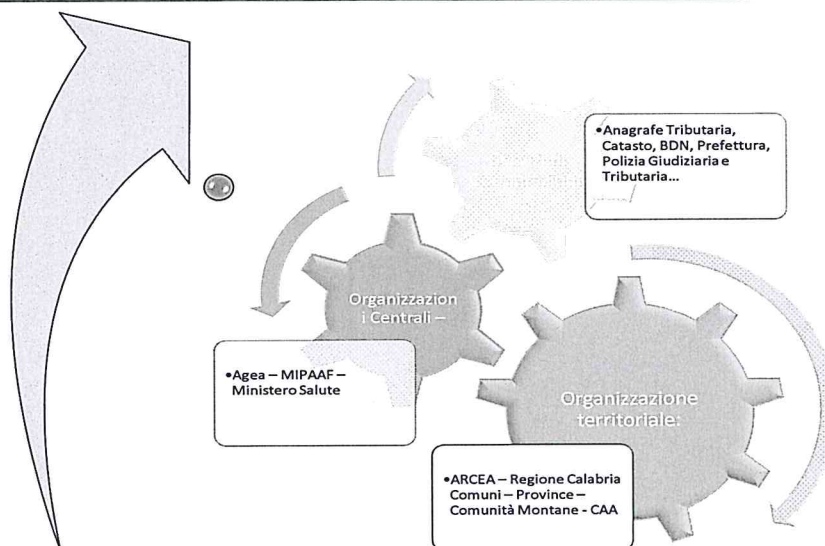 •Anagrafe Tributaria,
Catasto, BDN, Prefettura,
Polizia Giudiziaria e
Tributaria...
Organizzazion
i Centrali –
•Agea – MIPAAF –
Ministero Salute
Organizzazione
territoriale:
•ARCEA – Regione Calabria
Comuni – Province –
Comunità Montane - CAA